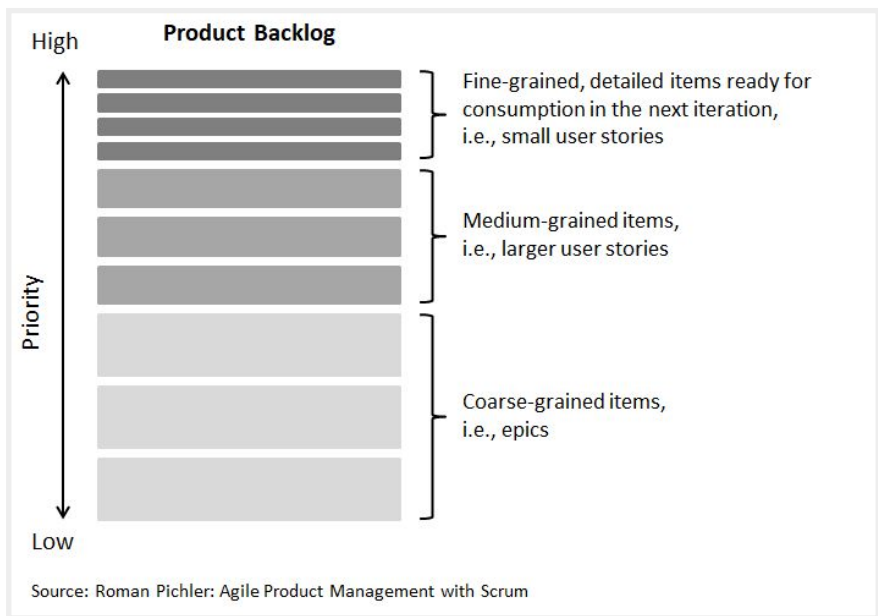 Product Backlog
High
Fine-grained, detailed items ready for
consumption in the next iteration,
i.e., small user stories
Medium-grained items,
i.e., larger user stories
Priority
Coarse-grained items,
i.e., epics
Low
Source: Roman Pichler: Agile Product Management with Scrum